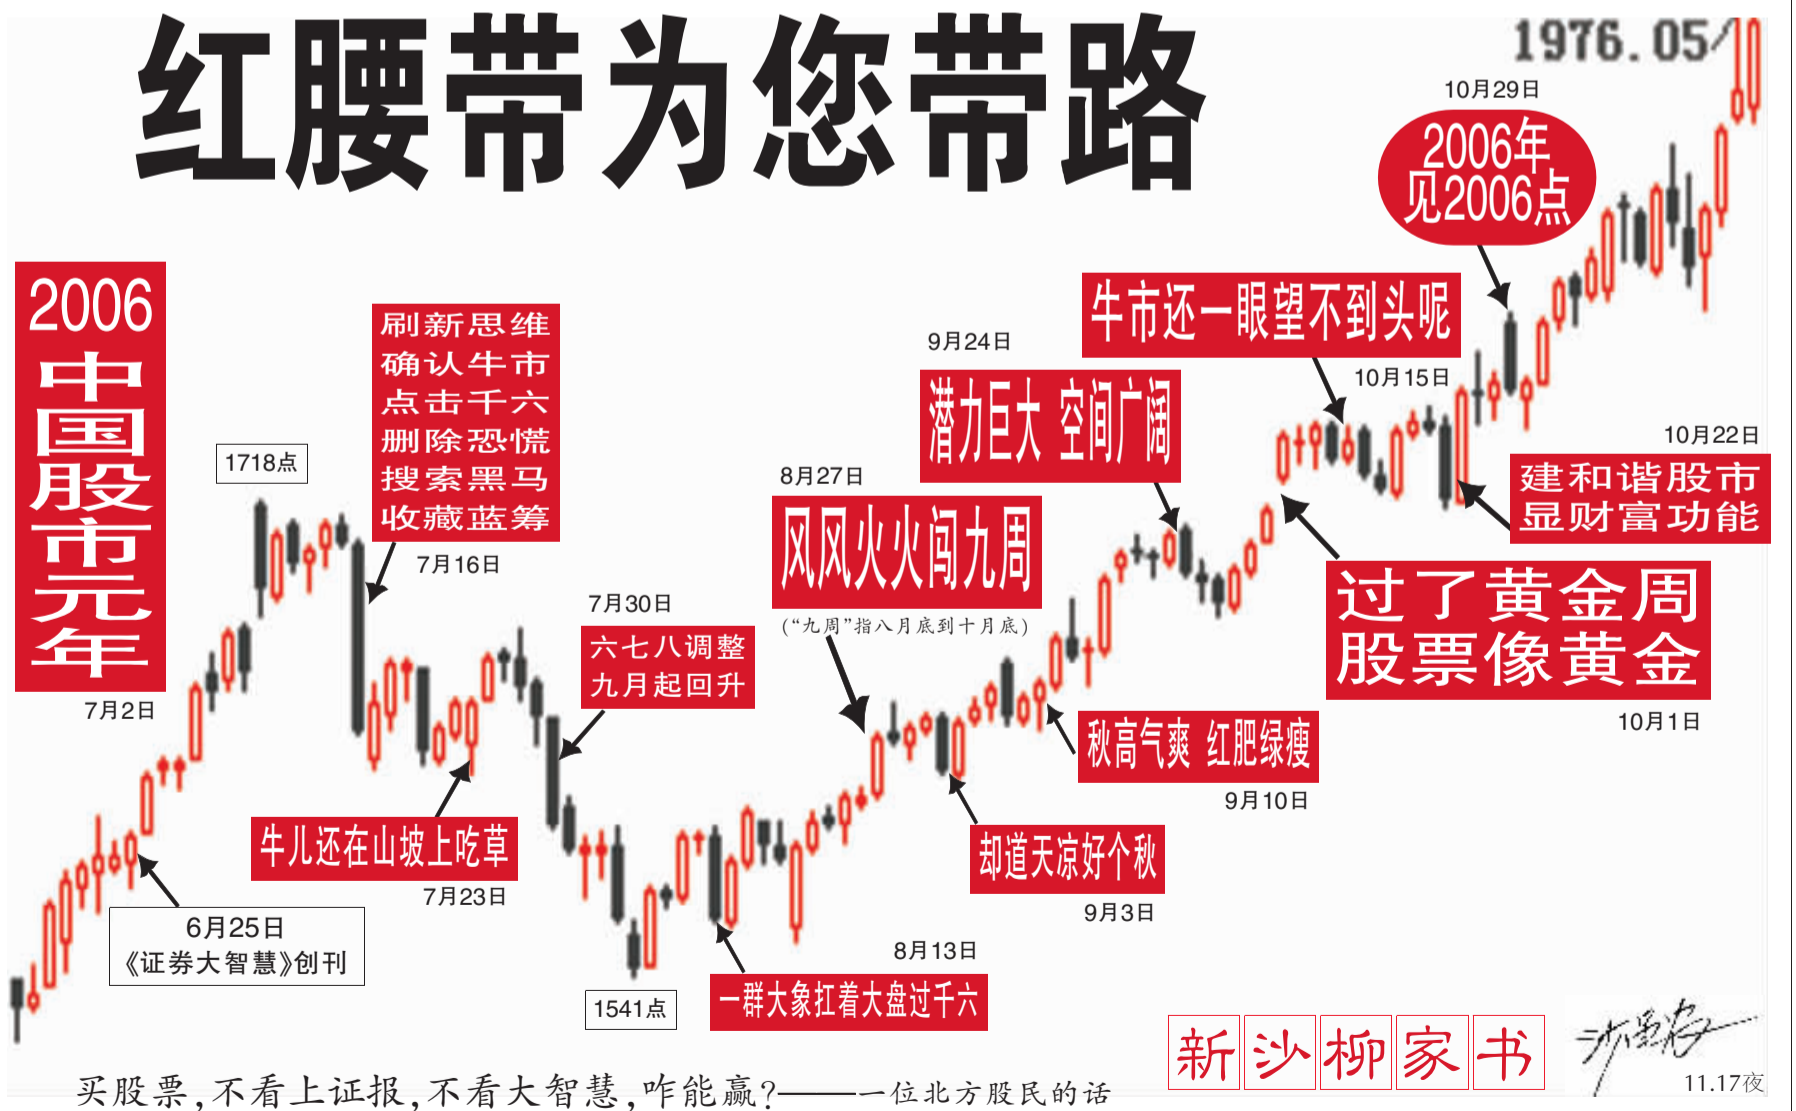 红腰带为您带路
1976.05
10月29日
2006年
见2006点
2006
中国股市元年
7月2日
1718点
刷新思维
确认牛市
点击千六
删除恐慌
搜索黑马
收藏蓝筹
7月16日
7月30日
六七八调整
九月起回升
8月27日
风风火火闯九周
(“九周”指八月底到十月底)
9月24日
潜力巨大 空间广阔
牛市还一眼望不到头呢
10月15日
10月22日
建和谐股市
显财富功能
过了黄金周
股票像黄金
10月1日
秋高气爽 红肥绿瘦
9月10日
却道天凉好个秋
9月3日
牛儿还在山坡上吃草
7月23日
6月25日
《证券大智慧》创刊
8月13日
一群大象扛着大盘过千六
1541点
新沙柳家书
11.17夜
买股票,不看上证报,不看大智慧,咋能赢?——一位北方股民的话